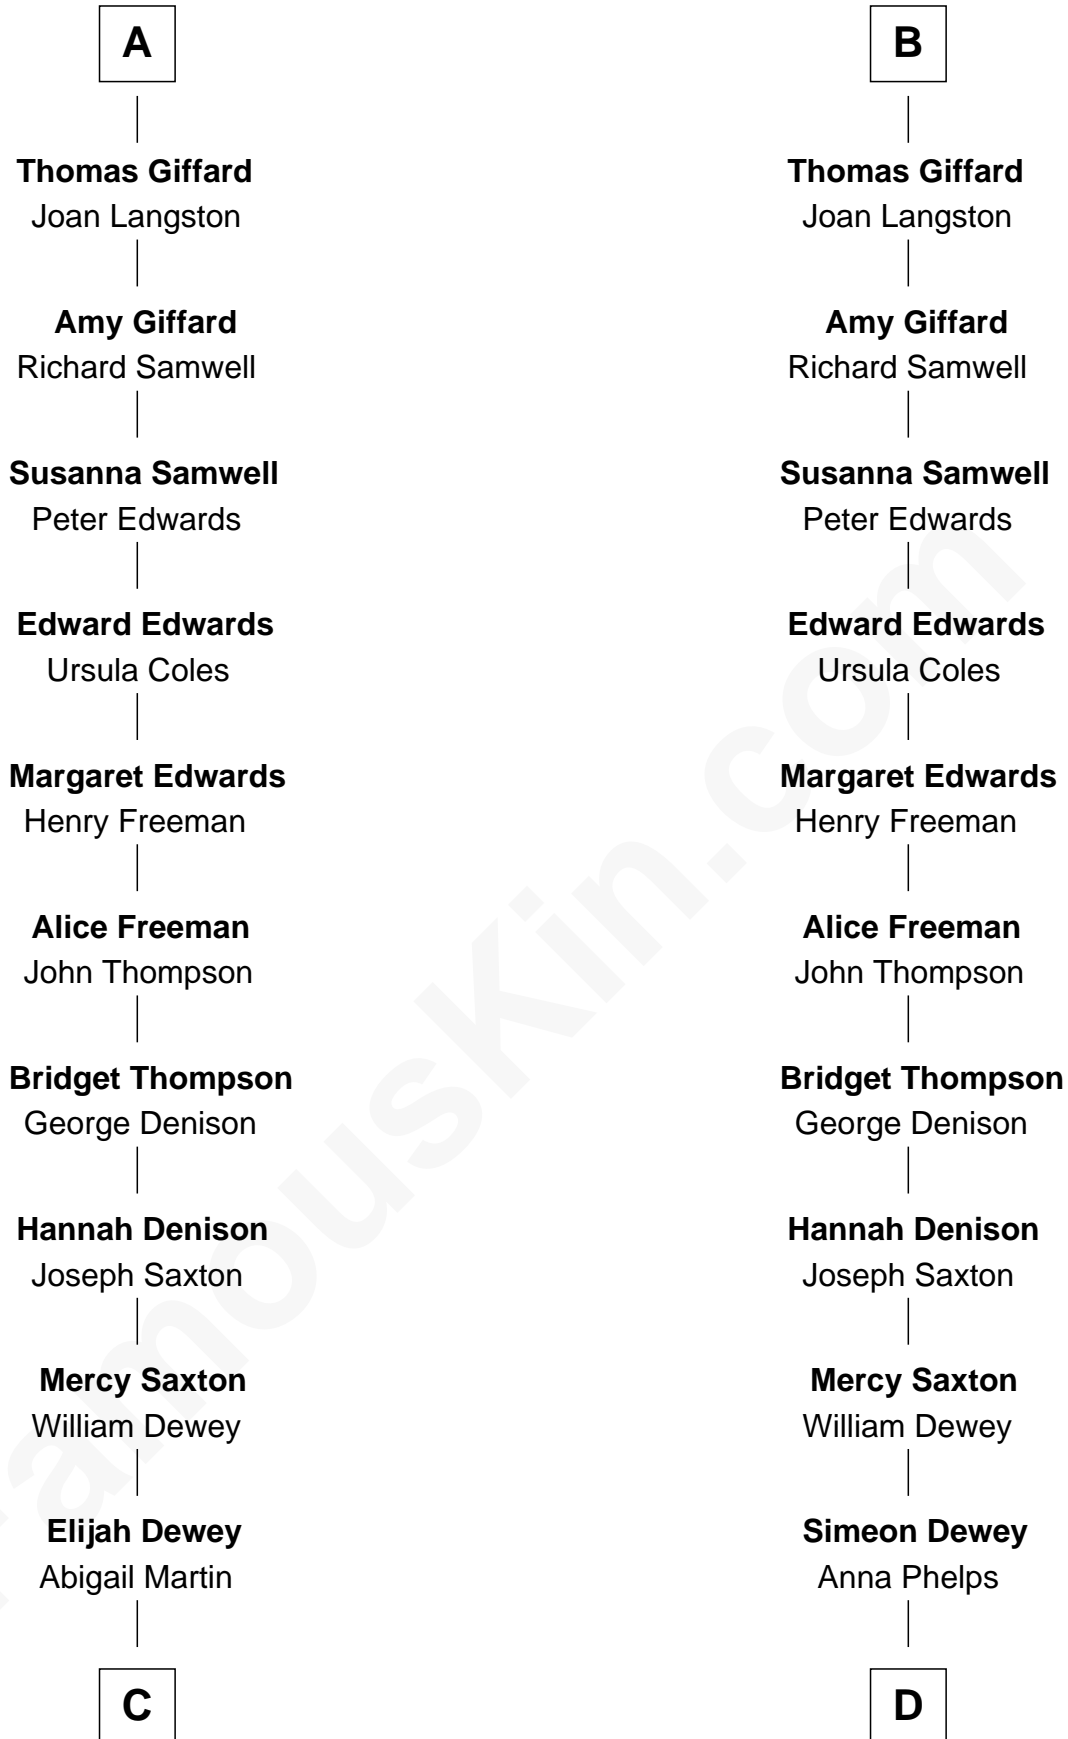 A
Thomas Giffard
Joan Langston
Amy Giffard
Richard Samwell
Susanna Samwell
Peter Edwards
Edward Edwards
Ursula Coles
Margaret Edwards
Henry Freeman
Alice Freeman
John Thompson
Bridget Thompson
George Denison
Hannah Denison
Joseph Saxton
Mercy Saxton
William Dewey
Elijah Dewey
Abigail Martin
C
B
Thomas Giffard
Joan Langston
Amy Giffard
Richard Samwell
Susanna Samwell
Peter Edwards
Edward Edwards
Ursula Coles
Margaret Edwards
Henry Freeman
Alice Freeman
John Thompson
Bridget Thompson
George Denison
Hannah Denison
Joseph Saxton
Mercy Saxton
William Dewey
Simeon Dewey
Anna Phelps
D
FamousKin.com